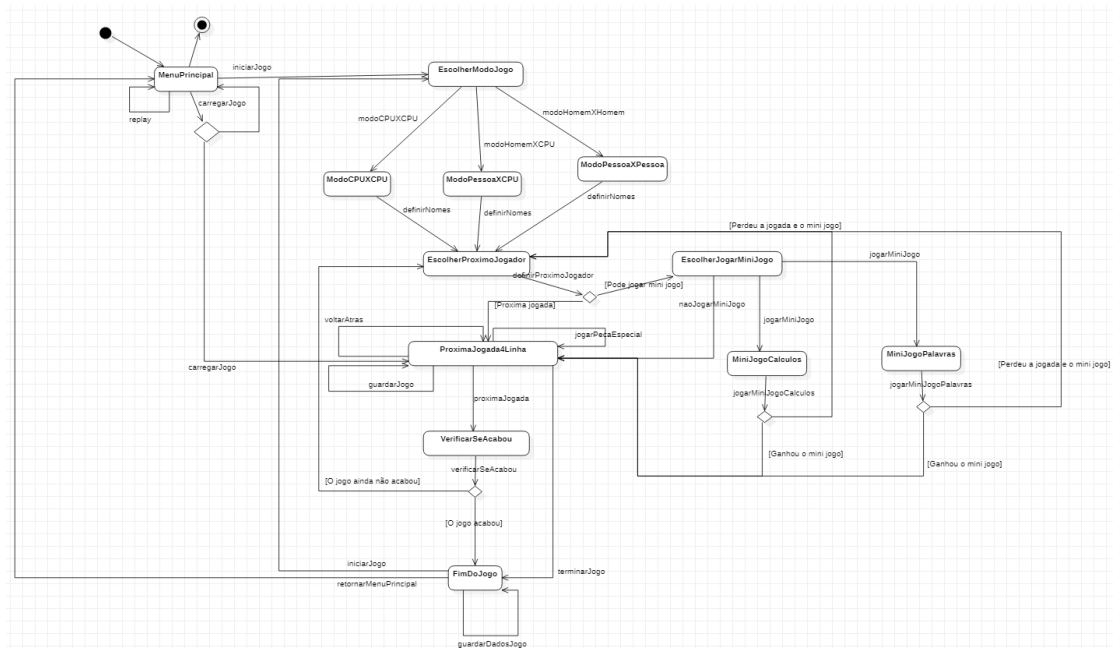 MenuPrincipal
iniciarJogo
EscolherModoJogo
carregarJogo
replay
modoCPUXCPU
modoHomemXHomem
modoHomemXCPU
ModoPessoaXPessoa
ModoCPUXCPU
ModoPessoaXCPU
definirNomes
definirNomes
definirNomes
[Perdeu a jogada e o mini jogo]
EscolherProximoJogador
EscolherJogarMiniJogo
jogarMiniJogo
definirProximoJogador
[Pode jogar mini jogo]
[Proxima jogada]
naoJogarMiniJogo
voltarAtras
jogarMiniJogo
jogarPecaEspecial
ProximaJogada4Linha
MiniJogoCalculos
MiniJogoPalavras
carregarJogo
[Perdeu a jogada e o mini jogo]
guardarJogo
jogarMiniJogoPalavras
jogarMiniJogoCalculos
proximaJogada
VerificarSeAcabou
[Ganhou o mini jogo]
[Ganhou o mini jogo]
verificarSeAcabou
[O jogo ainda não acabou]
[O jogo acabou]
iniciarJogo
terminarJogo
FimDoJogo
retornarMenuPrincipal
guardarDadosJogo